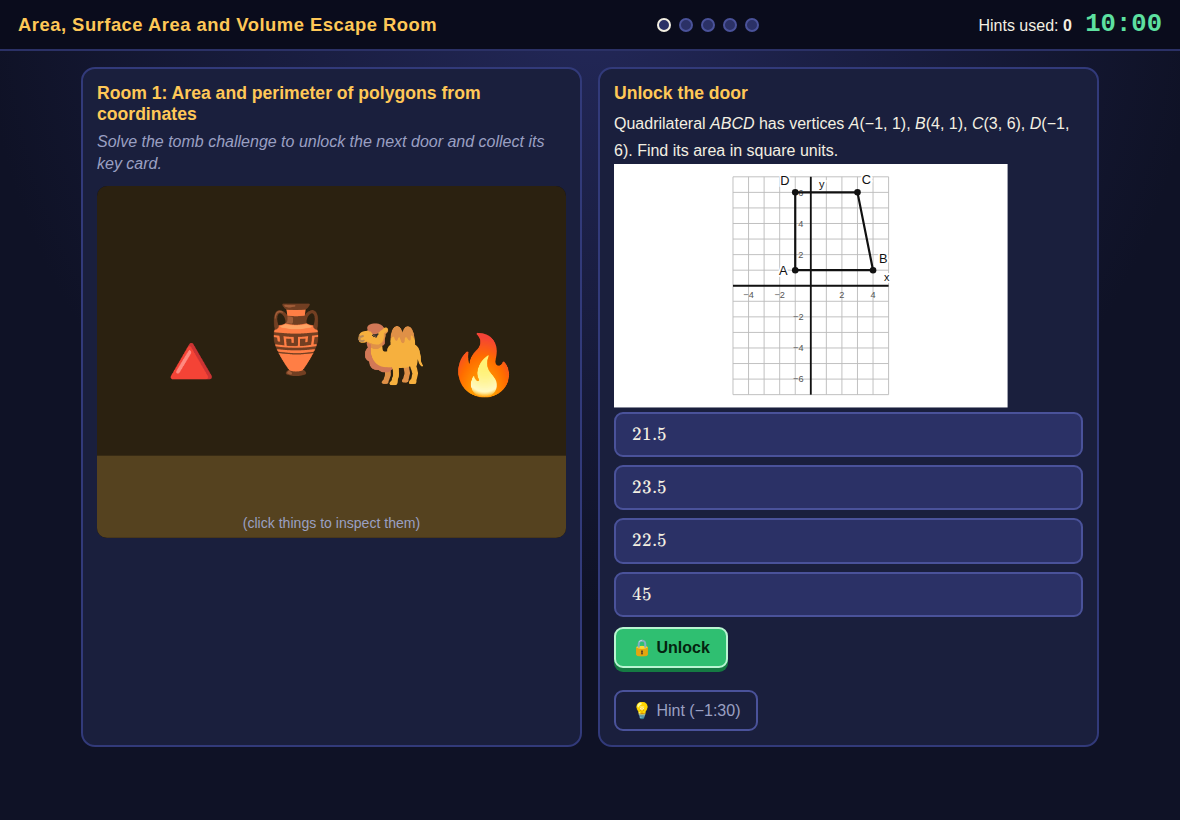 Area, Surface Area and Volume Escape Room
Hints used: 0 10:00
Room 1: Area and perimeter of polygons from
coordinates
Solve the tomb challenge to unlock the next door and collect its
key card.
(click things to inspect them)
Unlock the door
Quadrilateral ABCD has vertices A(−1, 1), B(4, 1), C(3, 6), D(−1,
6). Find its area in square units.
D y C
6
4
2
A B
x
−4 −2 2 4
−2
−4
−6
21.5
23.5
22.5
45
🔒 Unlock
💡 Hint (−1:30)